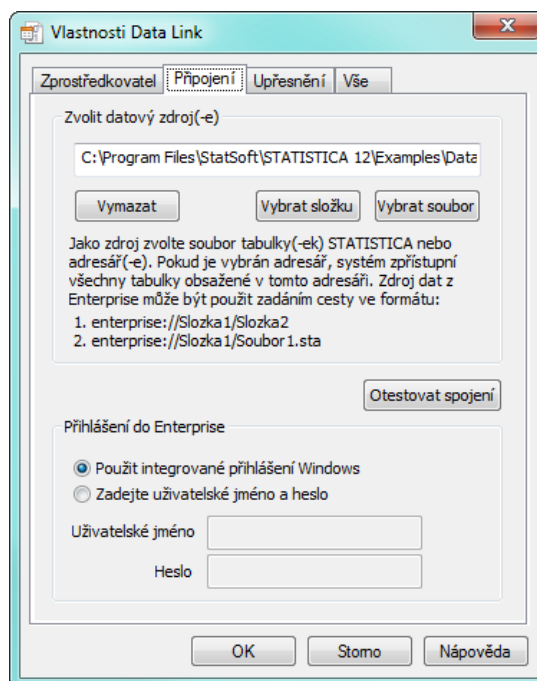 Vlastnosti Data Link
Zprostředkovatel Připojení Upřesnění Vše
Zvolit datový zdroj(-e)
C:\Program Files\StatSoft\STATISTICA 12\Examples\Data
Vymazat Vybrat složku Vybrat soubor
Jako zdroj zvolte soubor tabulky(-ek) STATISTICA nebo
adresář(-e). Pokud je vybrán adresář, systém zpřístupní
všechny tabulky obsažené v tomto adresáři. Zdroj dat z
Enterprise může být použit zadáním cesty ve formátu:
1. enterprise://Slozka1/Slozka2
2. enterprise://Slozka1/Soubor1.sta
Otestovat spojení
Přihlášení do Enterprise
Použit integrované přihlášení Windows
Zadejte uživatelské jméno a heslo
Uživatelské jméno
Heslo
OK Storno Nápověda